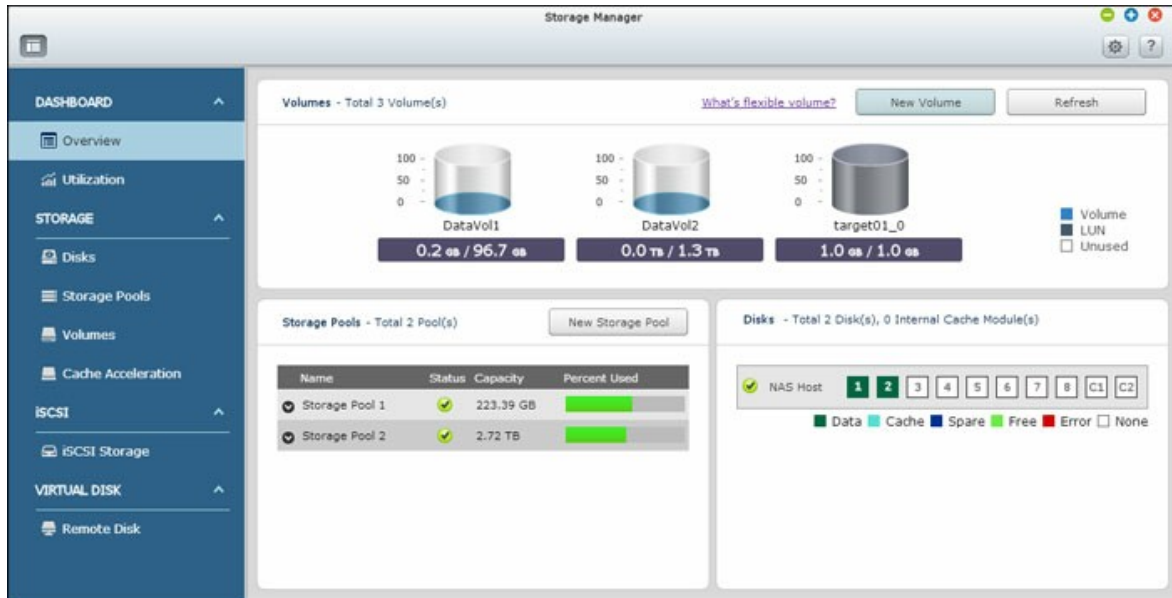 Storage Manager
?
DASHBOARD
Overview
Utilization
STORAGE
Disks
Storage Pools
Volumes
Cache Acceleration
iSCSI
iSCSI Storage
VIRTUAL DISK
Remote Disk
Volumes - Total 3 Volume(s) What's flexible volume? New Volume Refresh
100
50
0
DataVol1
0.2 GB / 96.7 GB
100
50
0
DataVol2
0.0 TB / 1.3 TB
100
50
0
target01_0
1.0 GB / 1.0 GB
Volume
LUN
Unused
Storage Pools - Total 2 Pool(s) New Storage Pool
Name Status Capacity Percent Used
Storage Pool 1 223.39 GB
Storage Pool 2 2.72 TB
Disks - Total 2 Disk(s), 0 Internal Cache Module(s)
NAS Host 1 2 3 4 5 6 7 8 C1 C2
Data Cache Spare Free Error None